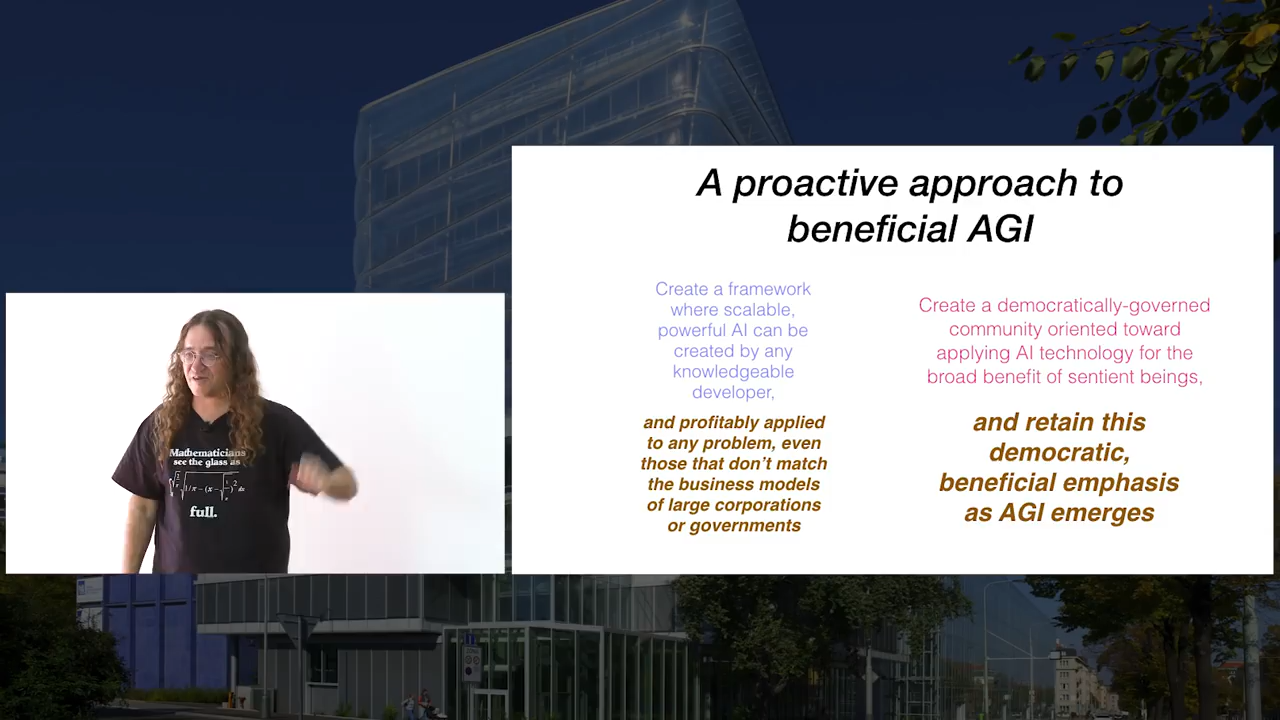 A proactive approach to
beneficial AGI
Create a framework
where scalable,
powerful AI can be
created by any
knowledgeable
developer,
and profitably applied
to any problem, even
those that don’t match
the business models
of large corporations
or governments
Create a democratically-governed
community oriented toward
applying AI technology for the
broad benefit of sentient beings,
and retain this
democratic,
beneficial emphasis
as AGI emerges
Mathematicians
see the glass as
full.